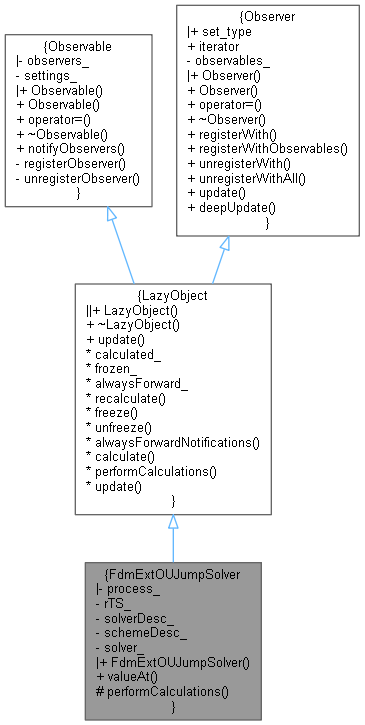 {Observable
|- observers_
- settings_
|+ Observable()
+ Observable()
+ operator=()
+ ~Observable()
+ notifyObservers()
- registerObserver()
- unregisterObserver()
}
{Observer
|+ set_type
+ iterator
- observables_
|+ Observer()
+ Observer()
+ operator=()
+ ~Observer()
+ registerWith()
+ registerWithObservables()
+ unregisterWith()
+ unregisterWithAll()
+ update()
+ deepUpdate()
}
{LazyObject
||+ LazyObject()
+ ~LazyObject()
+ update()
* calculated_
* frozen_
* alwaysForward_
* recalculate()
* freeze()
* unfreeze()
* alwaysForwardNotifications()
* calculate()
* performCalculations()
* update()
}
{FdmExtOUJumpSolver
|- process_
- rTS_
- solverDesc_
- schemeDesc_
- solver_
|+ FdmExtOUJumpSolver()
+ valueAt()
# performCalculations()
}